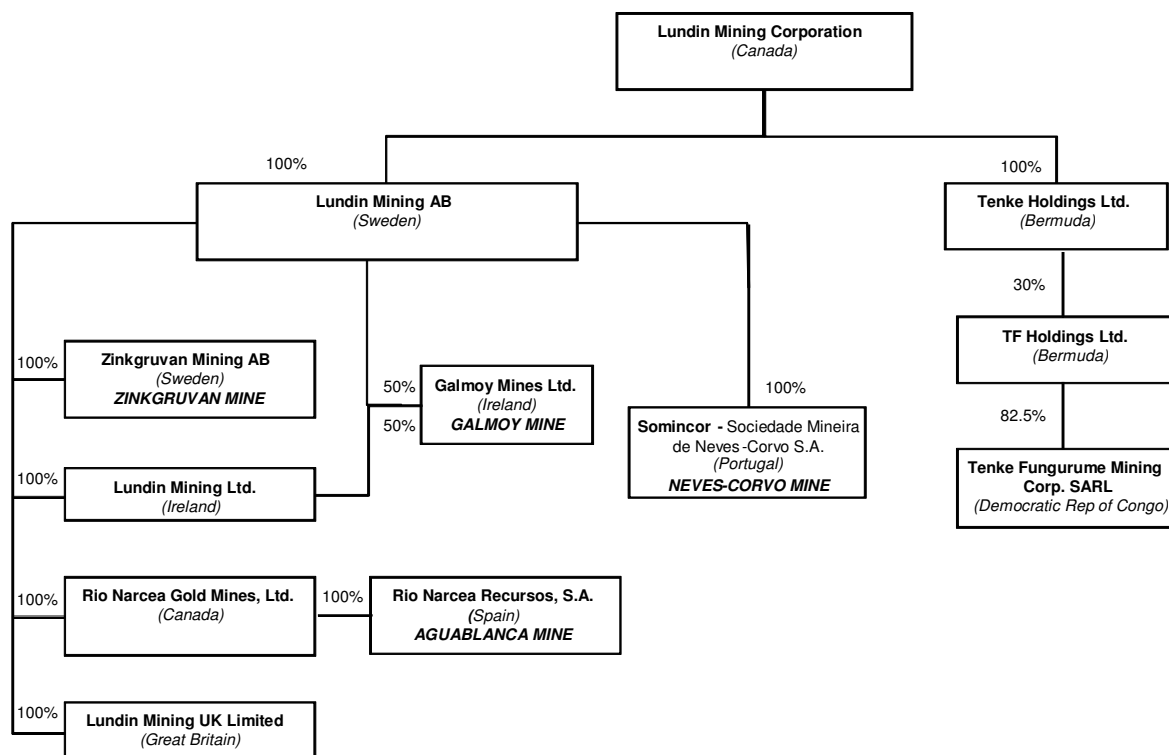 Lundin Mining Corporation
(Canada)
100%
100%
Lundin Mining AB
(Sweden)
Tenke Holdings Ltd.
(Bermuda)
30%
TF Holdings Ltd.
(Bermuda)
82.5%
Tenke Fungurume Mining
Corp. SARL
(Democratic Rep of Congo)
100%
Zinkgruvan Mining AB
(Sweden)
ZINKGRUVAN MINE
50%
50%
Galmoy Mines Ltd.
(Ireland)
GALMOY MINE
100%
Somincor - Sociedade Mineira
de Neves-Corvo S.A.
(Portugal)
NEVES-CORVO MINE
100%
Lundin Mining Ltd.
(Ireland)
100%
Rio Narcea Gold Mines, Ltd.
(Canada)
100%
Rio Narcea Recursos, S.A.
(Spain)
AGUABLANCA MINE
100%
Lundin Mining UK Limited
(Great Britain)